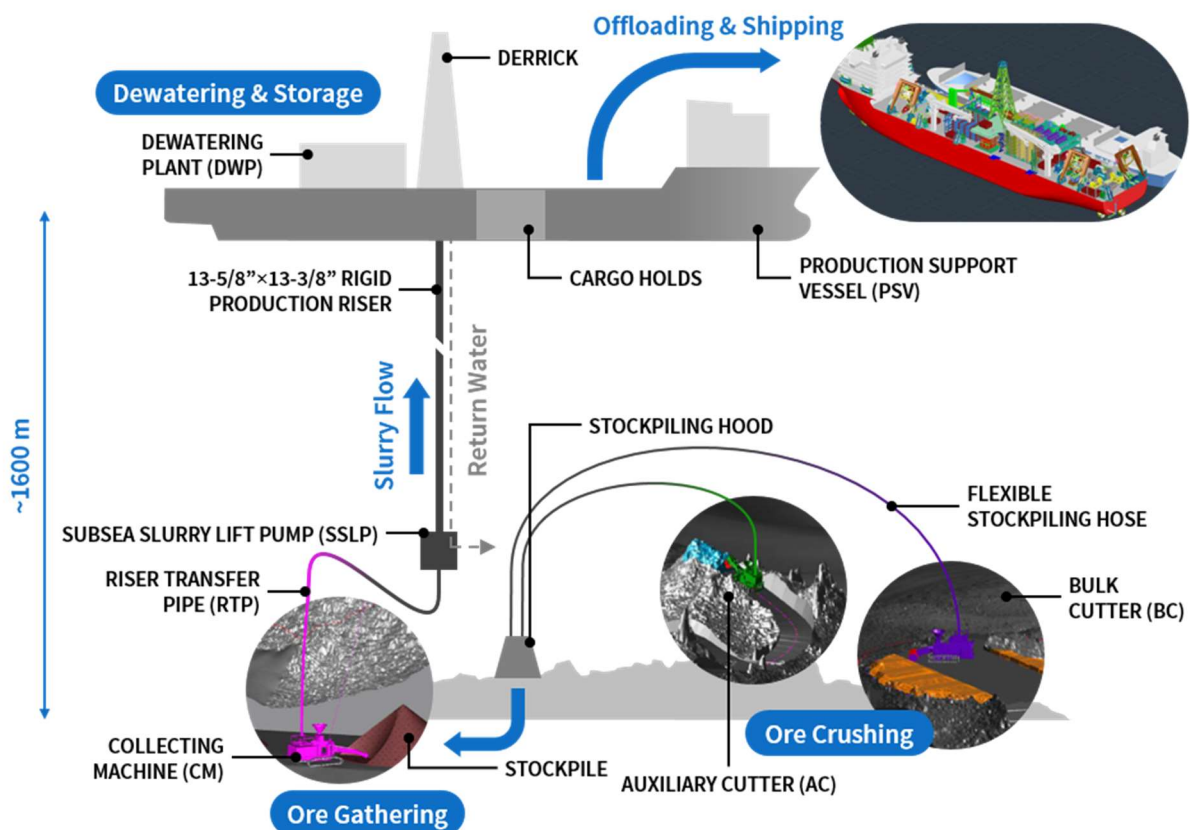 Offloading & Shipping
DERRICK
Dewatering & Storage
DEWATERING
PLANT (DWP)
13-5/8”×13-3/8” RIGID
PRODUCTION RISER
CARGO HOLDS
PRODUCTION SUPPORT
VESSEL (PSV)
~1600 m
Slurry Flow
Return Water
STOCKPILING HOOD
FLEXIBLE
STOCKPILING HOSE
SUBSEA SLURRY LIFT PUMP (SSLP)
RISER TRANSFER
PIPE (RTP)
BULK
CUTTER (BC)
Ore Crushing
COLLECTING
MACHINE (CM)
STOCKPILE
AUXILIARY CUTTER (AC)
Ore Gathering